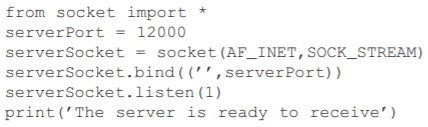 from socket import *
serverPort = 12000
serverSocket = socket(AF_INET,SOCK_STREAM)
serverSocket.bind((’’,serverPort))
serverSocket.listen(1)
print(’The server is ready to receive’)